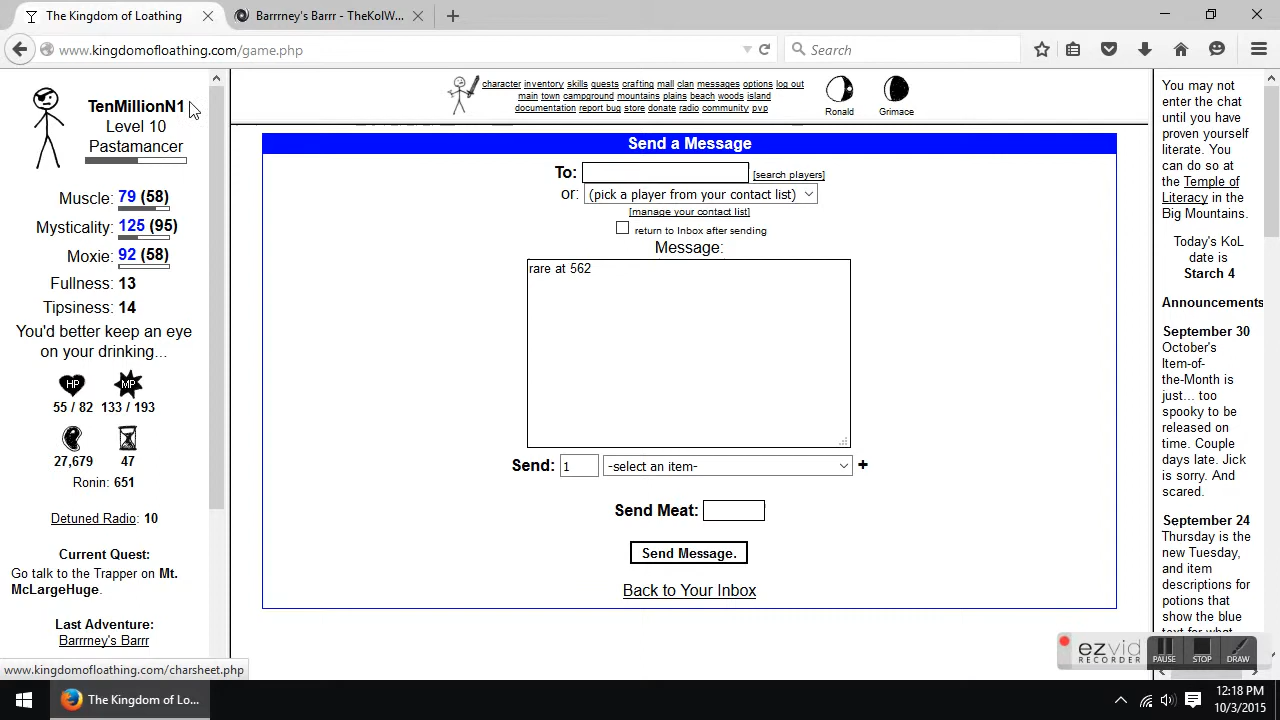 The Kingdom of Loathing
Barrrney's Barrr - TheKolW...
www.kingdomofloathing.com/game.php
Search
TenMillionN1
Level 10
Pastamancer
Muscle: 79 (58)
Mysticality: 125 (95)
Moxie: 92 (58)
Fullness: 13
Tipsiness: 14
You'd better keep an eye
on your drinking...
HP MP
55 / 82 133 / 193
27,679 47
Ronin: 651
Detuned Radio: 10
Current Quest:
Go talk to the Trapper on Mt.
McLargeHuge.
Last Adventure:
Barrrney's Barrr
www.kingdomofloathing.com/charsheet.php
character inventory skills quests crafting mall clan messages options log out
main town campground mountains plains beach woods island
documentation report bug store donate radio community pvp
Ronald Grimace
Send a Message
To: [search players]
or: (pick a player from your contact list)
[manage your contact list]
return to Inbox after sending
Message:
rare at 562
Send: 1 -select an item- +
Send Meat:
Send Message.
Back to Your Inbox
You may not
enter the chat
until you have
proven yourself
literate. You
can do so at
the Temple of
Literacy in the
Big Mountains.
Today's KoL
date is
Starch 4
Announcements
September 30
October's
Item-of-
the-Month is
just... too
spooky to be
released on
time. Couple
days late. Jick
is sorry. And
scared.
September 24
Thursday is the
new Tuesday,
and item
descriptions for
potions that
show the blue
ezvid
RECORDER
PAUSE STOP DRAW
The Kingdom of Lo...
12:18 PM
10/3/2015